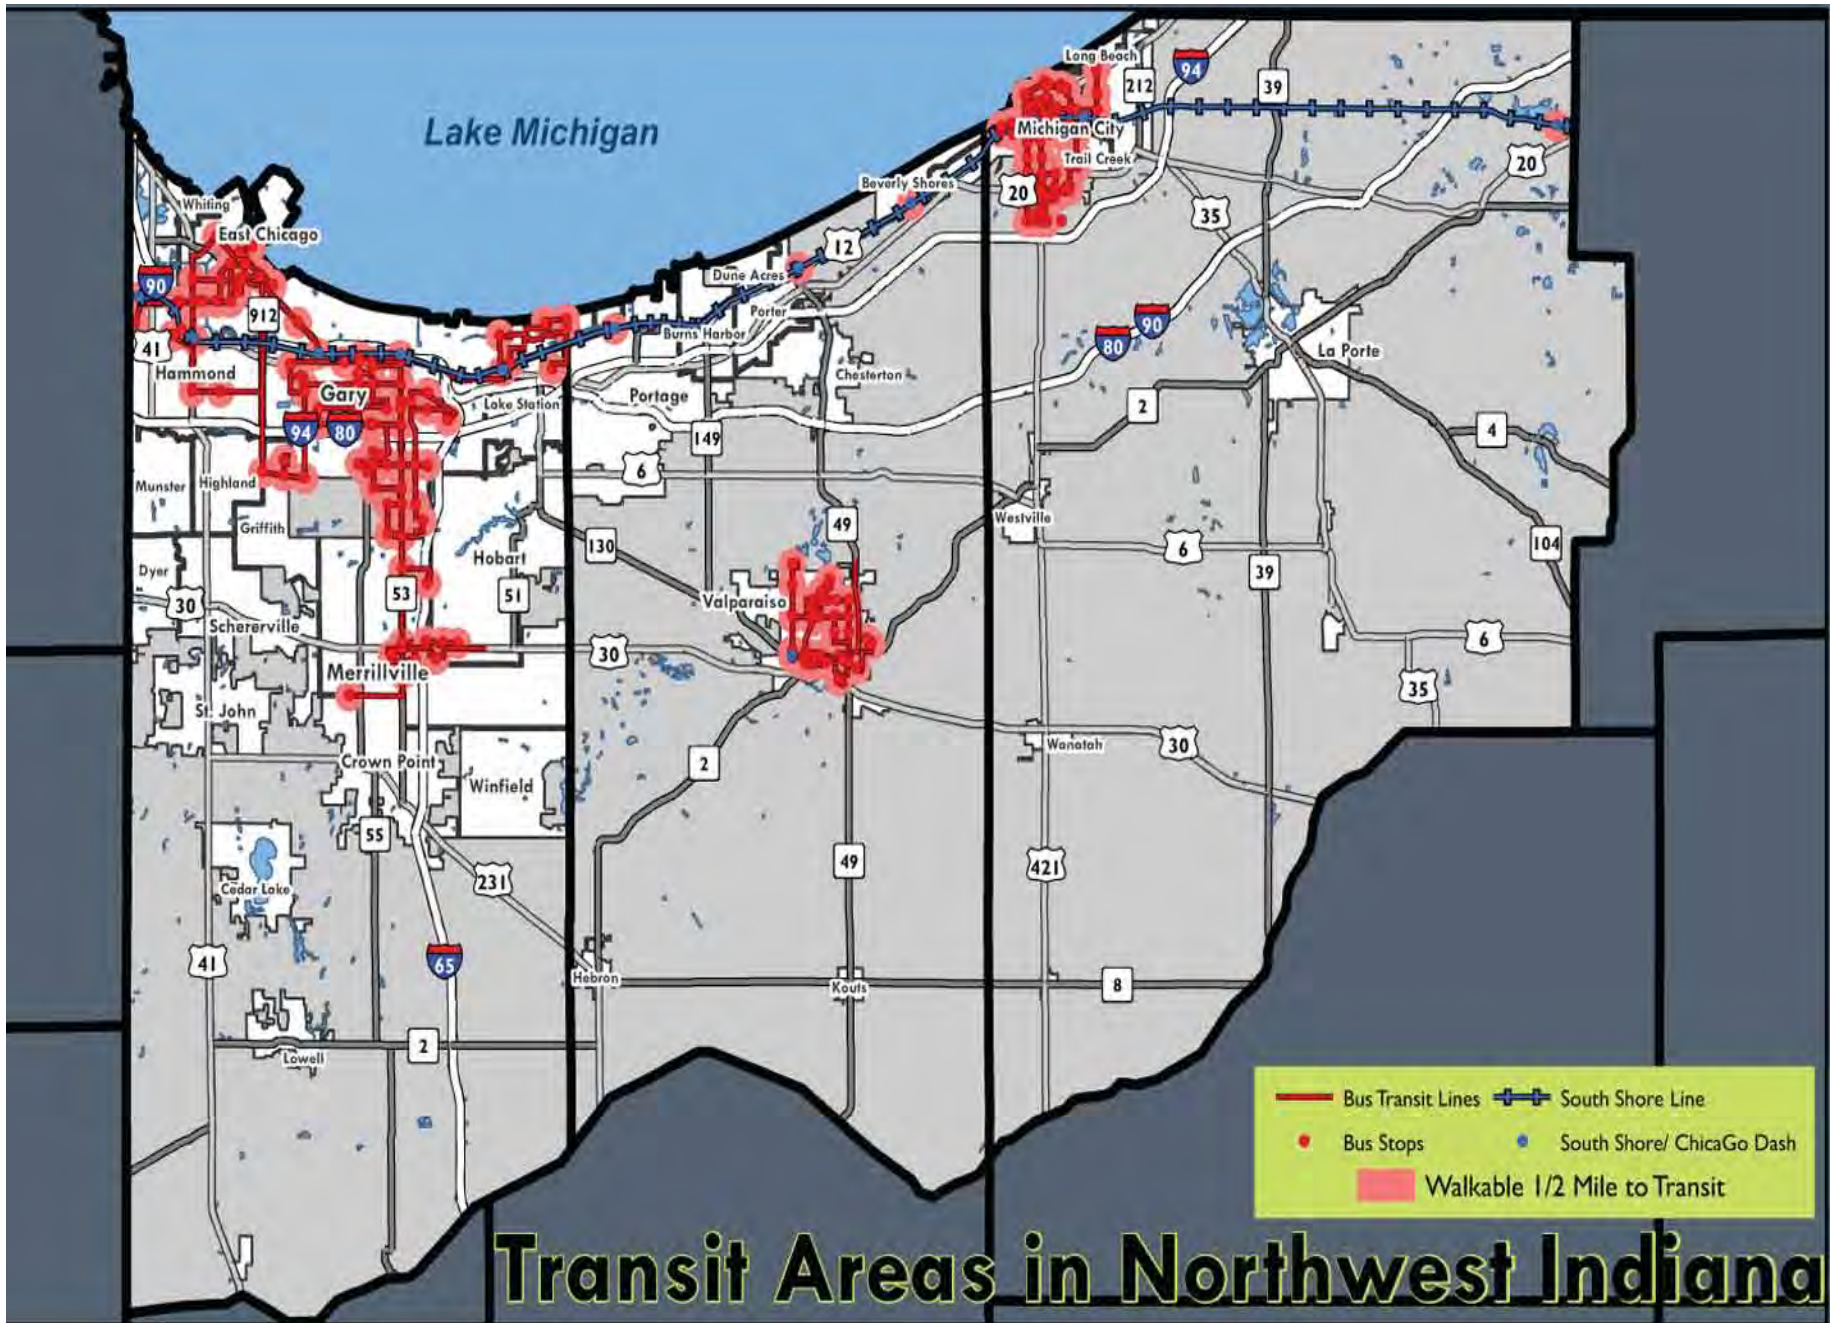 Long Beach
94
212
39
Lake Michigan
Michigan City
Trail Creek
20
Beverly Shores
20
35
Whiting
East Chicago
12
Dune Acres
90
912
Porter
Burns Harbor
90
80
41
Hammond
La Porte
Chesterton
Gary
Lake Station
Portage
2
94
80
149
4
6
Munster
Highland
Griffith
49
Westville
130
Hobart
6
104
Dyer
39
30
53
51
Valparaiso
Schererville
30
6
Merrillville
35
St. John
Wanatah
30
Crown Point
2
Winfield
55
49
421
231
Cedar Lake
41
65
Hebron
Kouts
8
2
Lowell
Bus Transit Lines
South Shore Line
Bus Stops
South Shore/ ChicaGo Dash
Walkable 1/2 Mile to Transit
Transit Areas in Northwest Indiana